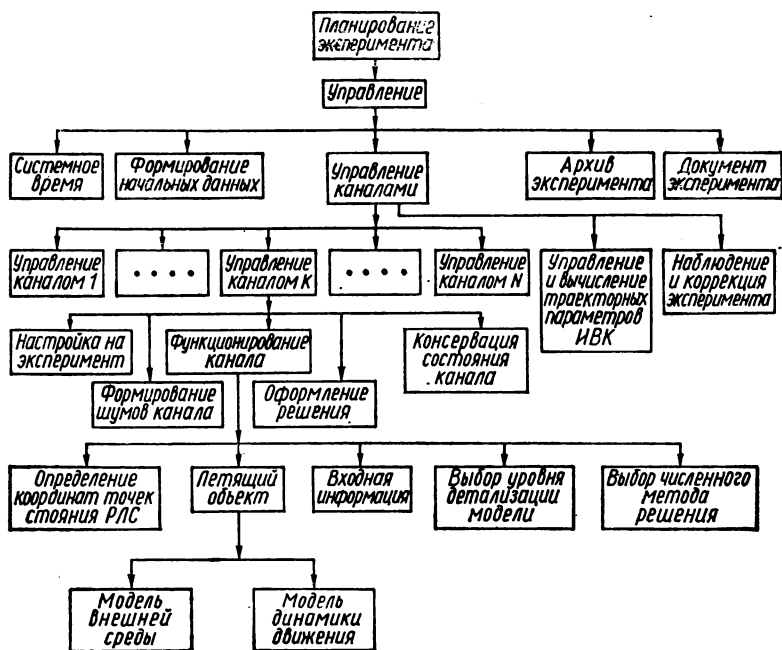 Планирование
эксперимента
Управление
Системное
время
Формирование
начальных данных
Управление
каналами
Архив
эксперимента
Документ
эксперимента
Управление
каналом 1
· · · ·
Управление
каналом К
· · · ·
Управление
каналом N
Управление
и вычисление
траекторных
параметров
ИВК
Наблюдение
и коррекция
эксперимента
Настройка на
эксперимент
Формирование
шумов канала
Функционирование
канала
Оформление
решения
Консервация
состояния
канала
Определение
координат точек
стояния РЛС
Летящий
объект
Входная
информация
Выбор уровня
детализации
модели
Выбор численного
метода
решения
Модель
внешней
среды
Модель
динамики
движения